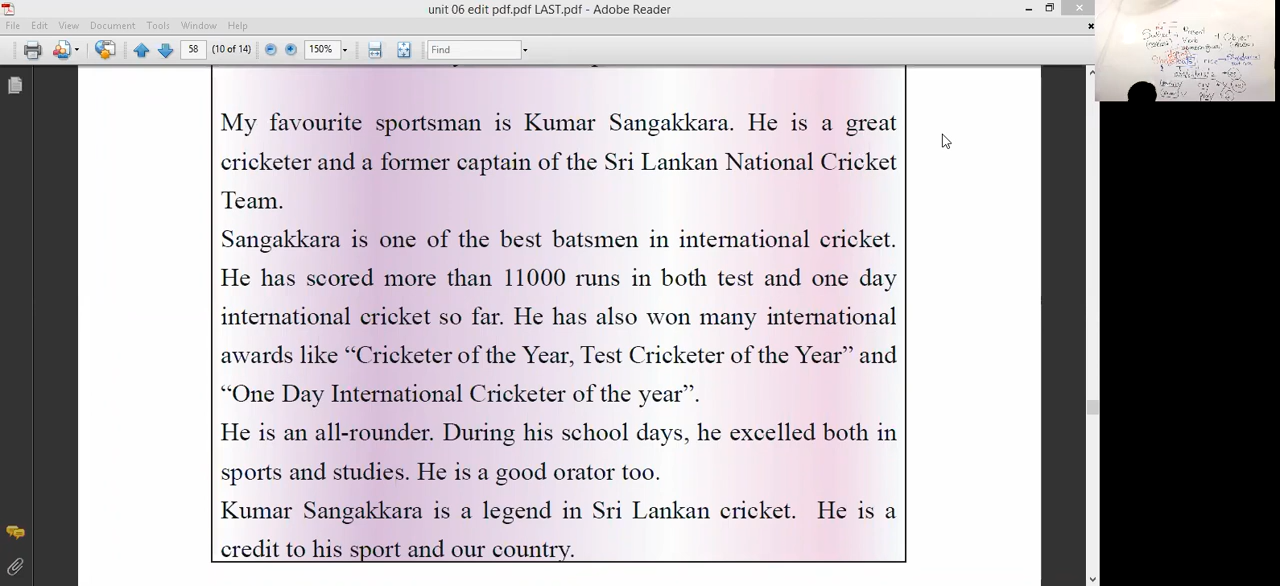 unit 06 edit pdf.pdf LAST.pdf - Adobe Reader
File Edit View Document Tools Window Help
58 (10 of 14) 150% Find
My favourite sportsman is Kumar Sangakkara. He is a great
cricketer and a former captain of the Sri Lankan National Cricket
Team.
Sangakkara is one of the best batsmen in international cricket.
He has scored more than 11000 runs in both test and one day
international cricket so far. He has also won many international
awards like “Cricketer of the Year, Test Cricketer of the Year” and
“One Day International Cricketer of the year”.
He is an all-rounder. During his school days, he excelled both in
sports and studies. He is a good orator too.
Kumar Sangakkara is a legend in Sri Lankan cricket. He is a
credit to his sport and our country.